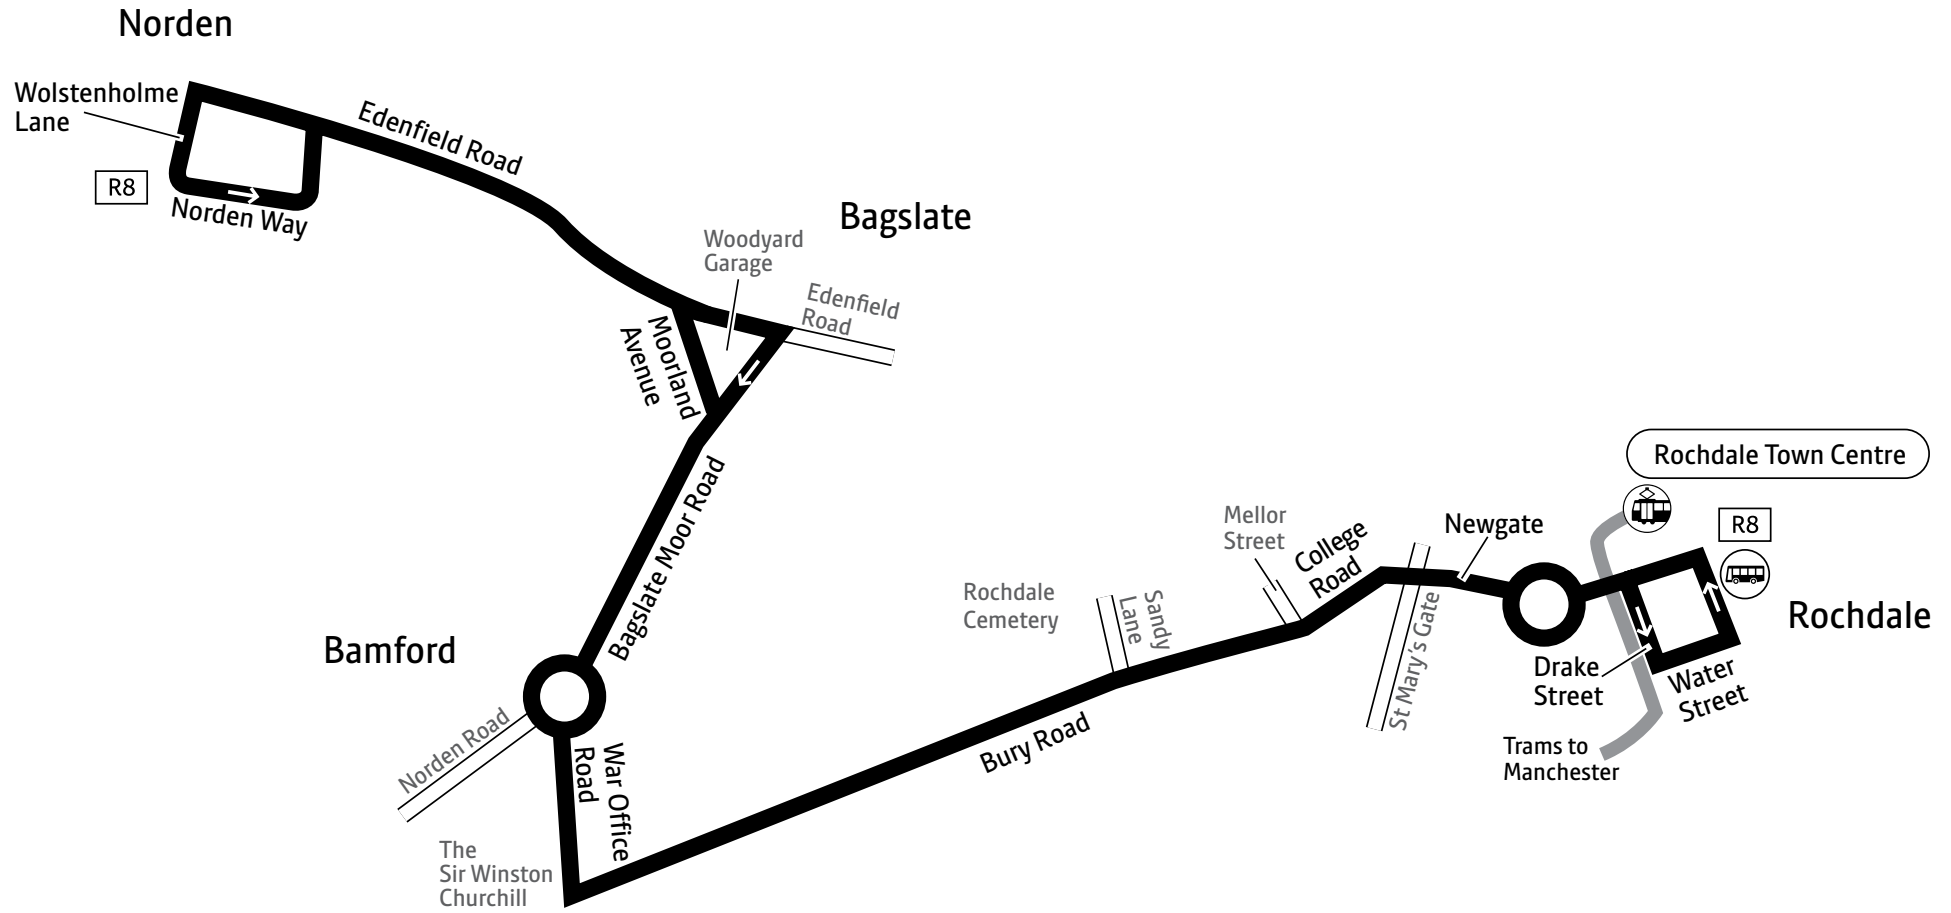 Norden
Wolstenholme
Lane
R8
Norden Way
Edenfield Road
Bagslate
Woodyard
Garage
Edenfield
Road
Moorland
Avenue
Bagslate Moor Road
Bamford
Norden Road
War Office
Road
The
Sir Winston
Churchill
Bury Road
Rochdale
Cemetery
Sandy
Lane
Mellor
Street
College
Road
St Mary's Gate
Newgate
Rochdale Town Centre
R8
Rochdale
Drake
Street
Water
Street
Trams to
Manchester